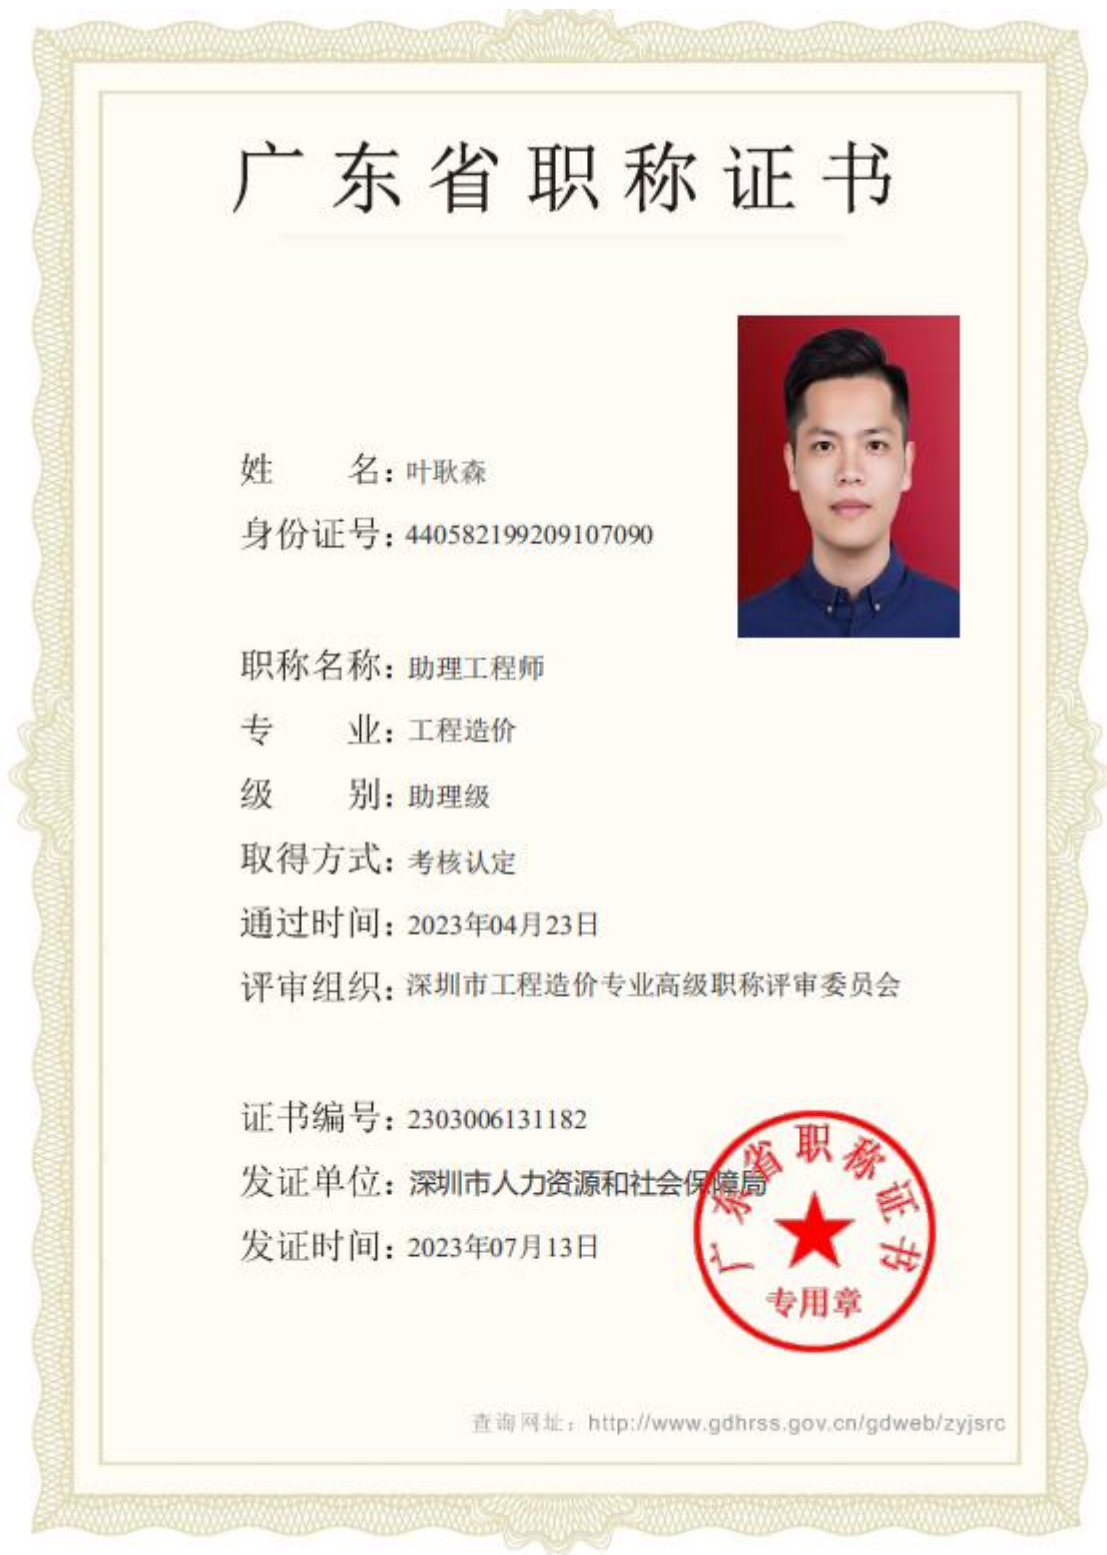 广东省职称证书
姓 名：叶耿森
身份证号：440582199209107090
职称名称：助理工程师
专 业：工程造价
级 别：助理级
取得方式：考核认定
通过时间：2023年04月23日
评审组织：深圳市工程造价专业高级职称评审委员会
证书编号：2303006131182
发证单位：深圳市人力资源和社会保障局
发证时间：2023年07月13日
广东省职称证书
专用章
查询网址：http://www.gdhrss.gov.cn/gdweb/zyjsrc